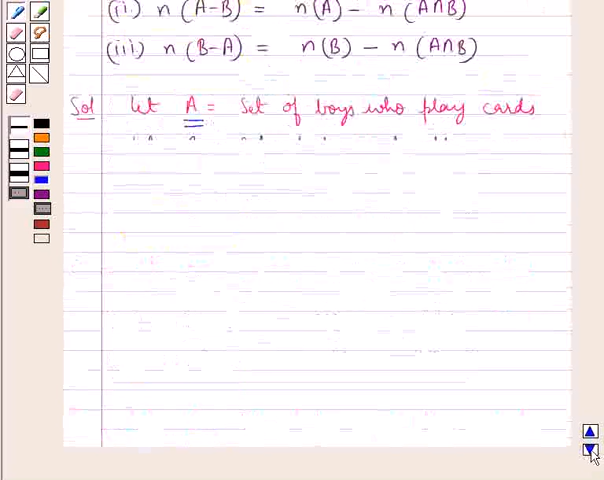 (ii) n (A-B) = n(A) - n (A∩B)
(iii) n (B-A) = n(B) - n (A∩B)
Sol let A = Set of boys who play cards